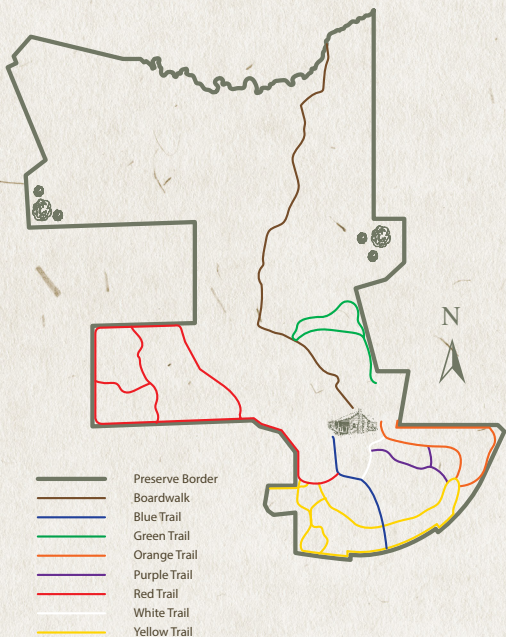 N
Preserve Border
Boardwalk
Blue Trail
Green Trail
Orange Trail
Purple Trail
Red Trail
White Trail
Yellow Trail